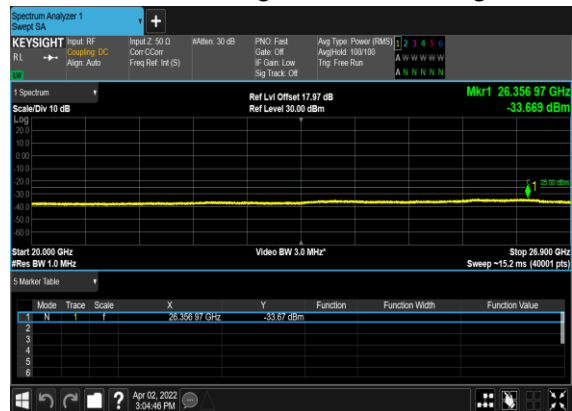 Spectrum Analyzer 1
Swept SA
+
KEYSIGHT Input: RF Input Z: 50 Ω #Atten: 30 dB PNO: Fast Avg Type: Power (RMS) 1 2 3 4 5 6
RL Coupling: DC Corr CCorr Gate: Off Avg|Hold: 100/100 A W W W W W
Align: Auto Freq Ref: Int (S) IF Gain: Low Trig: Free Run
Sig Track: Off A N N N N N
1 Spectrum Ref Lvl Offset 17.97 dB Mkr1 26.356 97 GHz
Scale/Div 10 dB Ref Level 30.00 dBm -33.669 dBm
Log
20.0
10.0
0.00
-10.0
-20.0
-30.0
-40.0
-50.0
-60.0
1
Start 20.000 GHz Video BW 3.0 MHz* Stop 26.900 GHz
#Res BW 1.0 MHz Sweep ~15.2 ms (40001 pts)
5 Marker Table
Mode Trace Scale X Y Function Function Width Function Value
1 N 1 f 26.356 97 GHz -33.67 dBm
2
3
4
5
6
? Apr 02, 2022
3:04:46 PM